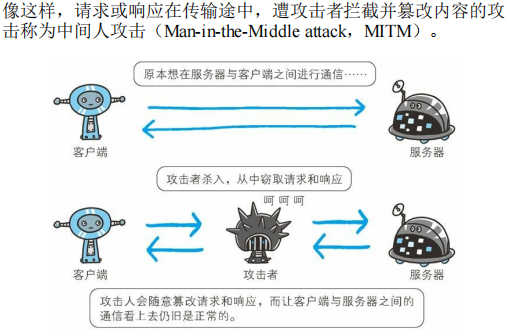 像这样，请求或响应在传输途中，遭攻击者拦截并篡改内容的攻
击称为中间人攻击（Man-in-the-Middle attack，MITM）。
原本想在服务器与客户端之间进行通信……
客户端
服务器
攻击者杀入，从中窃取请求和响应
呵 呵 呵
客户端
攻击者
服务器
攻击人会随意篡改请求和响应，而让客户端与服务器之间的
通信看上去仍旧是正常的。